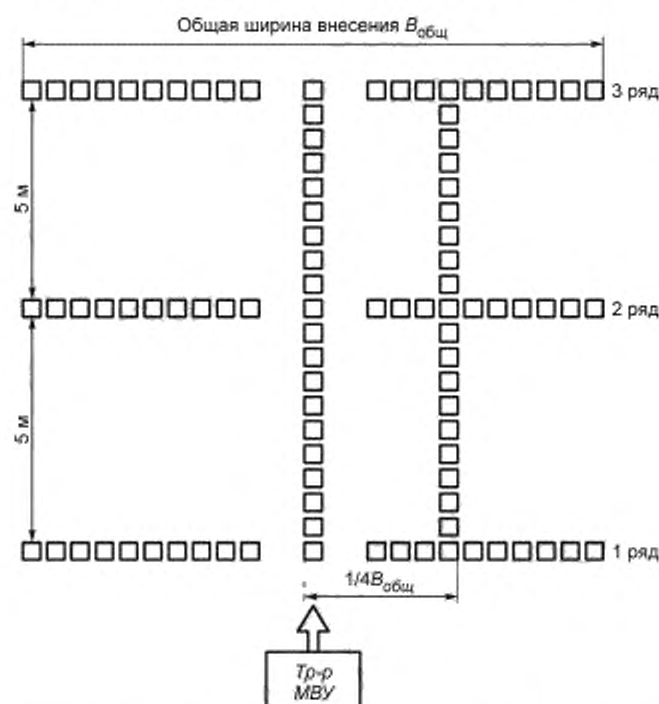 Общая ширина внесения Bобщ
3 ряд
5 м
2 ряд
5 м
1 ряд
1/4Bобщ
Тр-р
МВУ